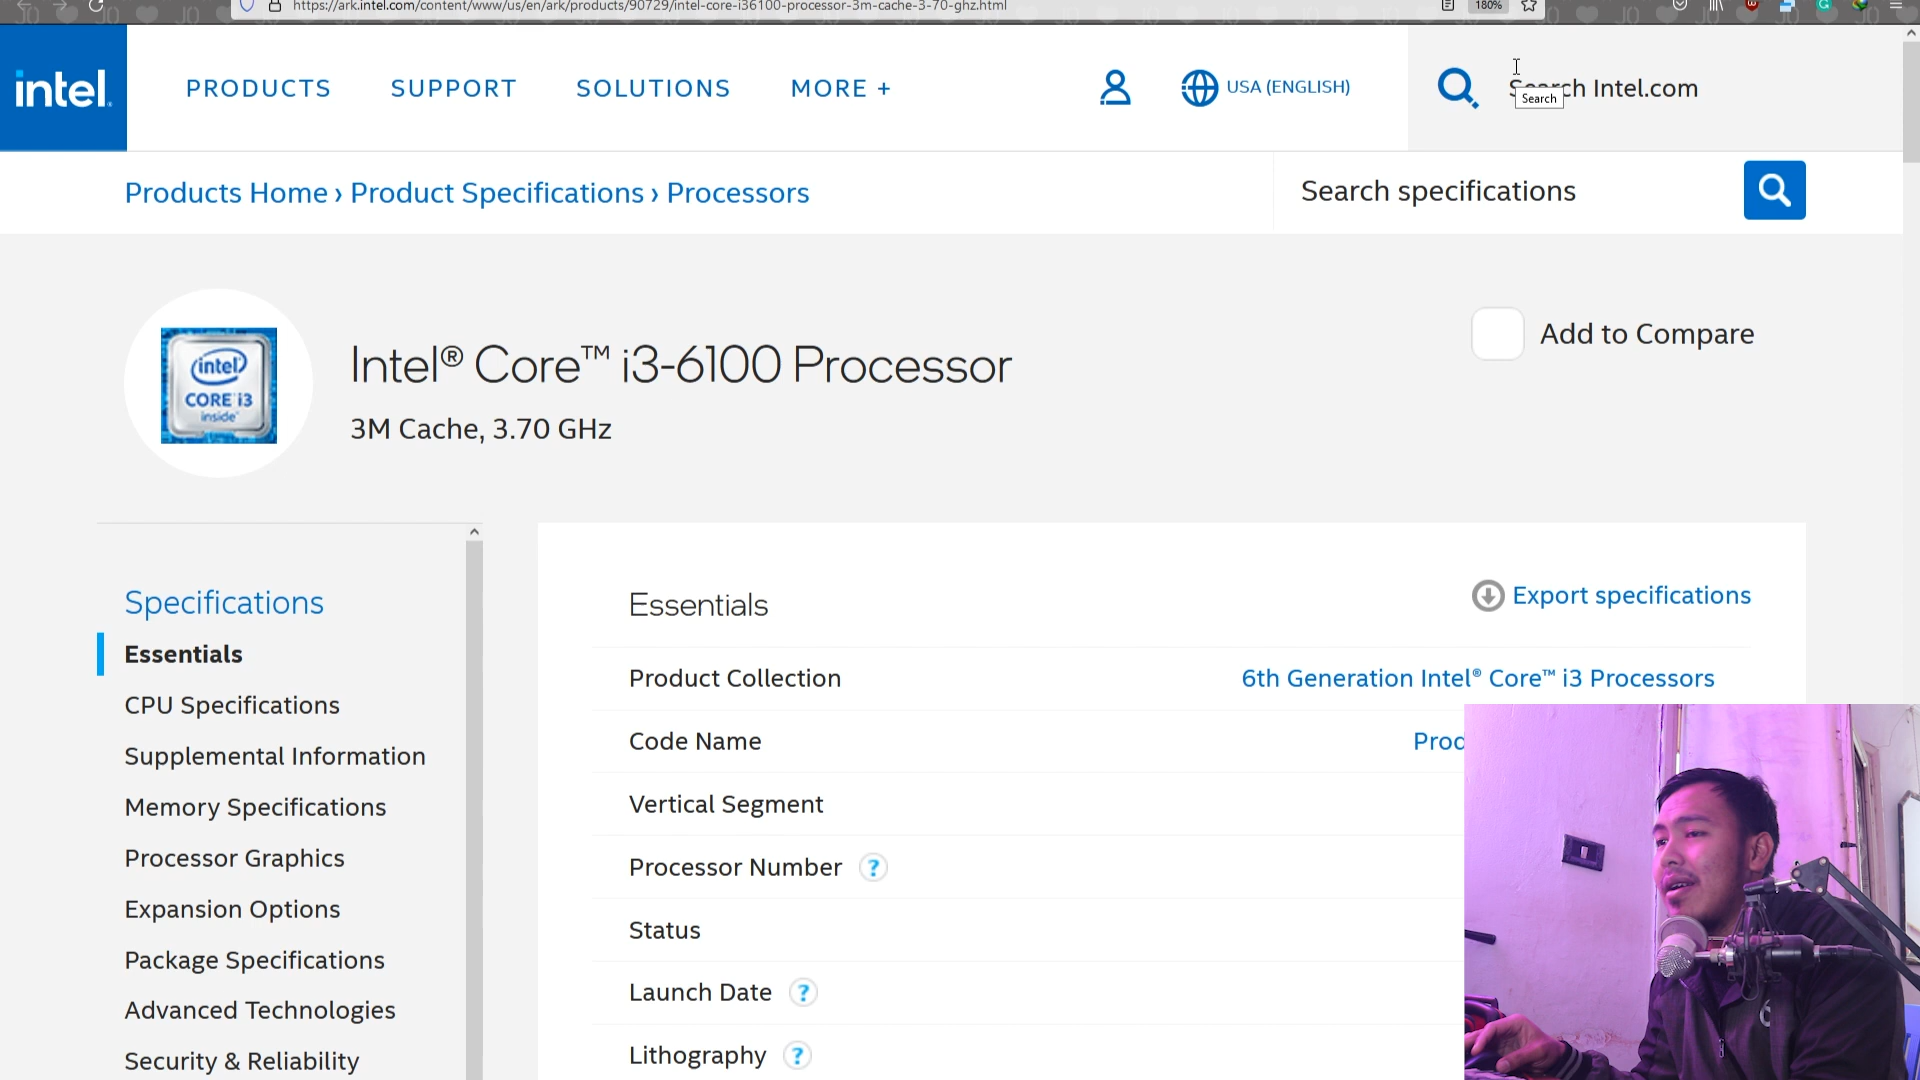 https://ark.intel.com/content/www/us/en/ark/products/90729/intel-core-i36100-processor-3m-cache-3-70-ghz.html
180%
intel.
PRODUCTS
SUPPORT
SOLUTIONS
MORE +
USA (ENGLISH)
Search Intel.com
Search
Products Home › Product Specifications › Processors
Search specifications
intel
CORE i3
inside
Intel® Core™ i3-6100 Processor
3M Cache, 3.70 GHz
Add to Compare
Specifications
Essentials
CPU Specifications
Supplemental Information
Memory Specifications
Processor Graphics
Expansion Options
Package Specifications
Advanced Technologies
Security & Reliability
Essentials
Export specifications
Product Collection
6th Generation Intel® Core™ i3 Processors
Code Name
Prod
Vertical Segment
Processor Number ?
Status
Launch Date ?
Lithography ?